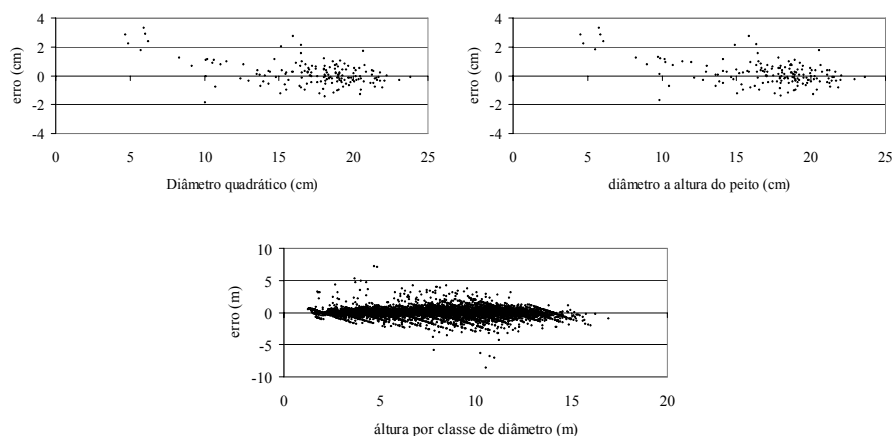 4
2
0
-2
-4
erro (cm)
0 5 10 15 20 25
Diâmetro quadrático (cm)
4
2
0
-2
-4
erro (cm)
0 5 10 15 20 25
diâmetro a altura do peito (cm)
10
5
0
-5
-10
erro (m)
0 5 10 15 20
áltura por classe de diâmetro (m)